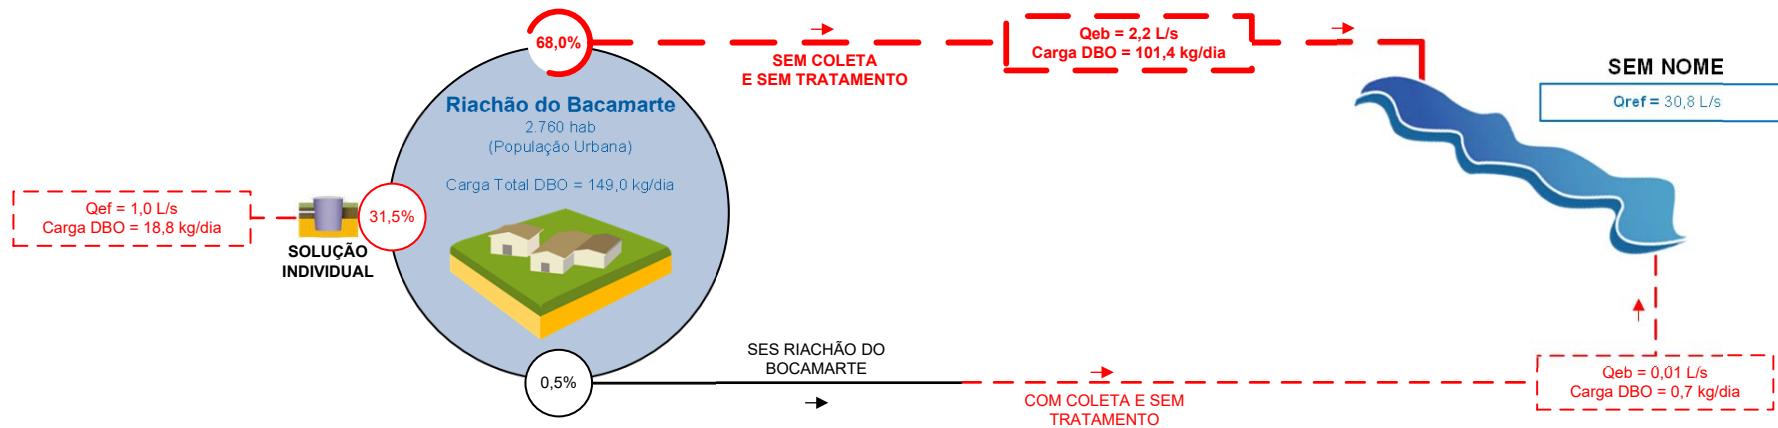 68,0%
SEM COLETA
E SEM TRATAMENTO
Qeb = 2,2 L/s
Carga DBO = 101,4 kg/dia
SEM NOME
Qref = 30,8 L/s
Riachão do Bacamarte
2.760 hab
(População Urbana)
Carga Total DBO = 149,0 kg/dia
Qef = 1,0 L/s
Carga DBO = 18,8 kg/dia
31,5%
SOLUÇÃO
INDIVIDUAL
0,5%
SES RIACHÃO DO
BOCAMARTE
COM COLETA E SEM
TRATAMENTO
Qeb = 0,01 L/s
Carga DBO = 0,7 kg/dia